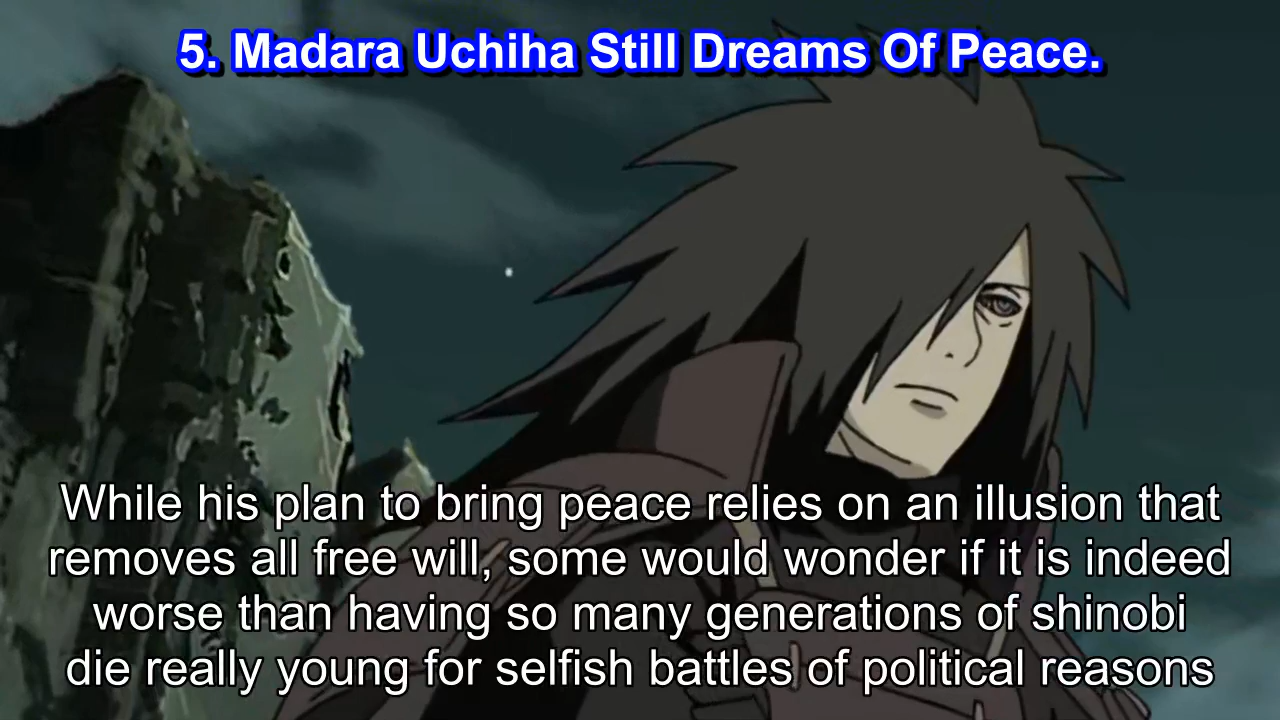 5. Madara Uchiha Still Dreams Of Peace.
While his plan to bring peace relies on an illusion that
removes all free will, some would wonder if it is indeed
worse than having so many generations of shinobi
die really young for selfish battles of political reasons